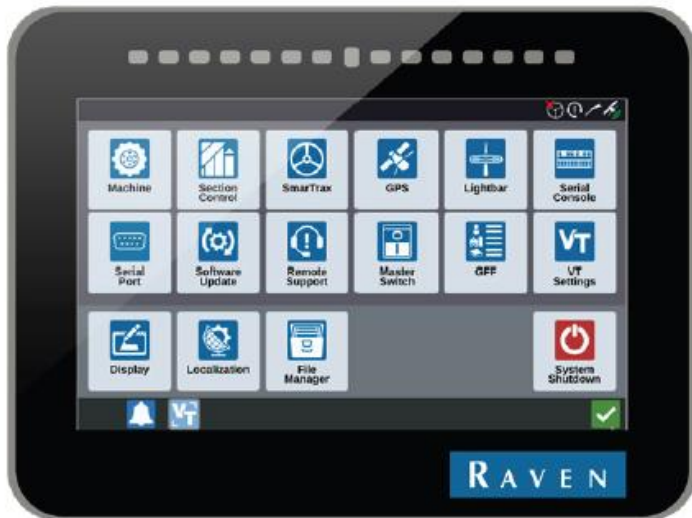 Machine
Section
Control
SmarTrax
GPS
Lightbar
Serial
Console
Serial
Port
Software
Update
Remote
Support
Master
Switch
GFF
VT
VT
Settings
Display
Localization
File
Manager
System
Shutdown
VT
RAVEN